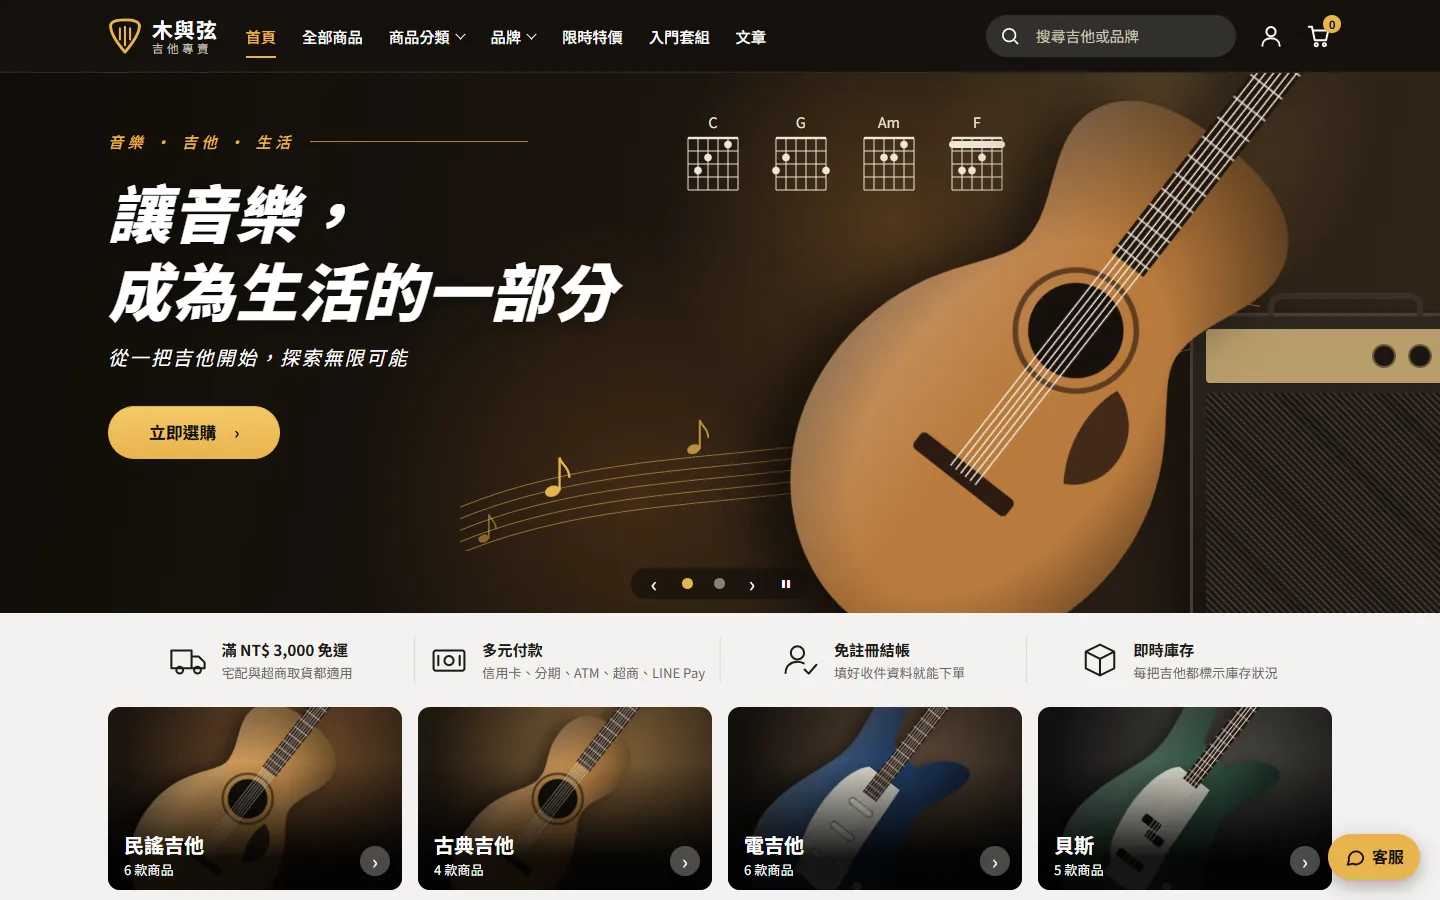 木與弦
吉他專賣
首頁
全部商品
商品分類
品牌
限時特價
入門套組
文章
搜尋吉他或品牌
0
音樂 • 吉他 • 生活
讓音樂，
成為生活的一部分
從一把吉他開始，探索無限可能
立即選購 ›
C
G
Am
F
滿 NT$ 3,000 免運
宅配與超商取貨都適用
多元付款
信用卡、分期、ATM、超商、LINE Pay
免註冊結帳
填好收件資料就能下單
即時庫存
每把吉他都標示庫存狀況
民謠吉他
6 款商品
古典吉他
4 款商品
電吉他
6 款商品
貝斯
5 款商品
客服